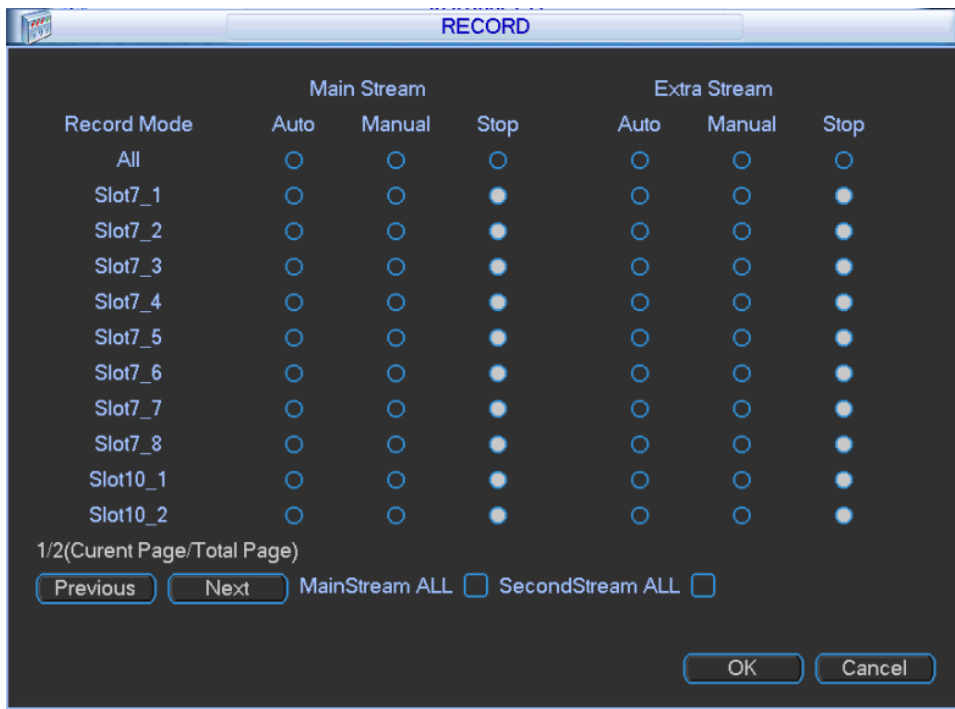 RECORD
Main Stream Extra Stream
Record Mode Auto Manual Stop Auto Manual Stop
All
Slot7_1
Slot7_2
Slot7_3
Slot7_4
Slot7_5
Slot7_6
Slot7_7
Slot7_8
Slot10_1
Slot10_2
1/2(Curent Page/Total Page)
Previous Next MainStream ALL SecondStream ALL
OK Cancel